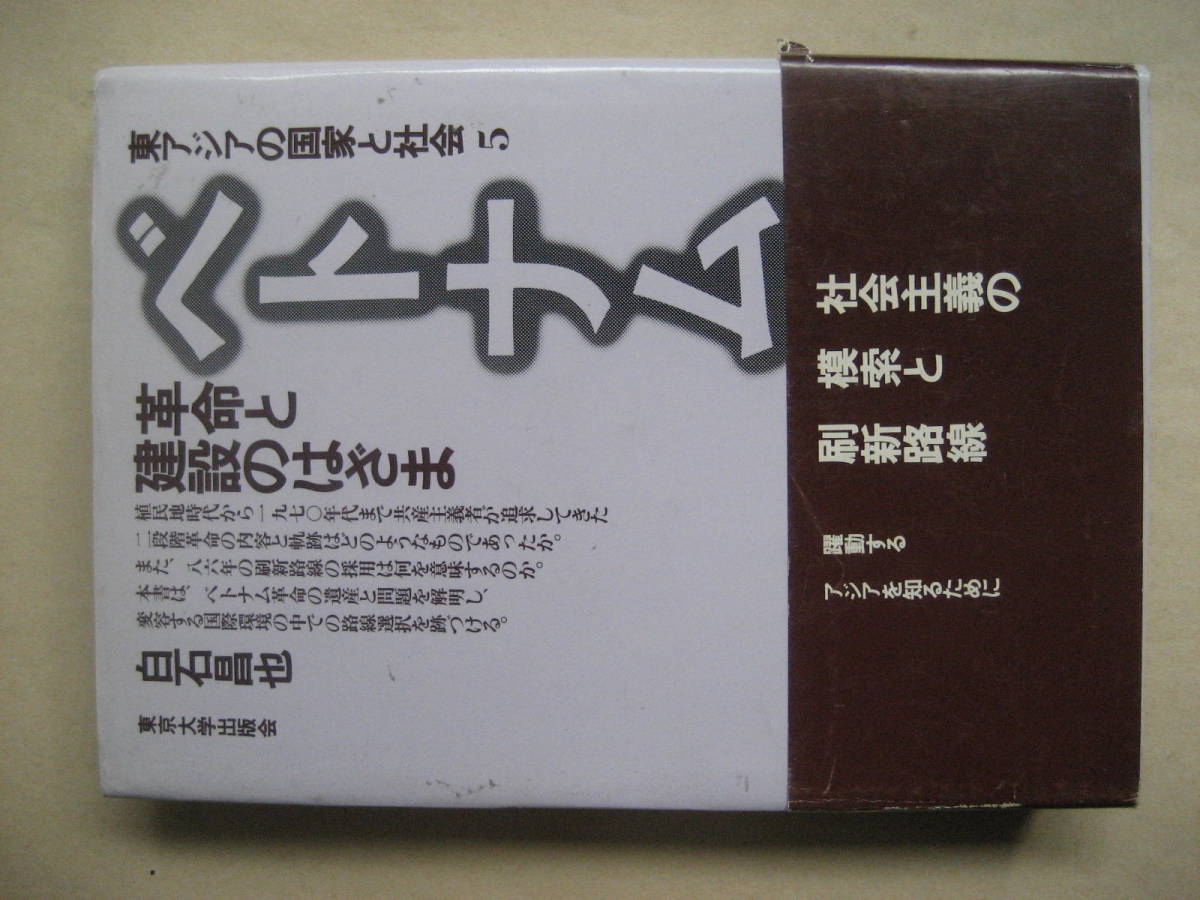 東アジアの国家と社会 5
ベトナム
革命と
建設のはざま
植民地時代から一九七〇年代まで共産主義者が追求してきた
二段階革命の内容と軌跡はどのようなものであったか。
また、八六年の刷新路線の採用は何を意味するのか。
本書は、ベトナム革命の遺産と問題を解明し、
変容する国際環境の中での路線選択を跡づける。
白石昌也
東京大学出版会
社会主義の
模索と
刷新路線
躍動する
アジアを知るために